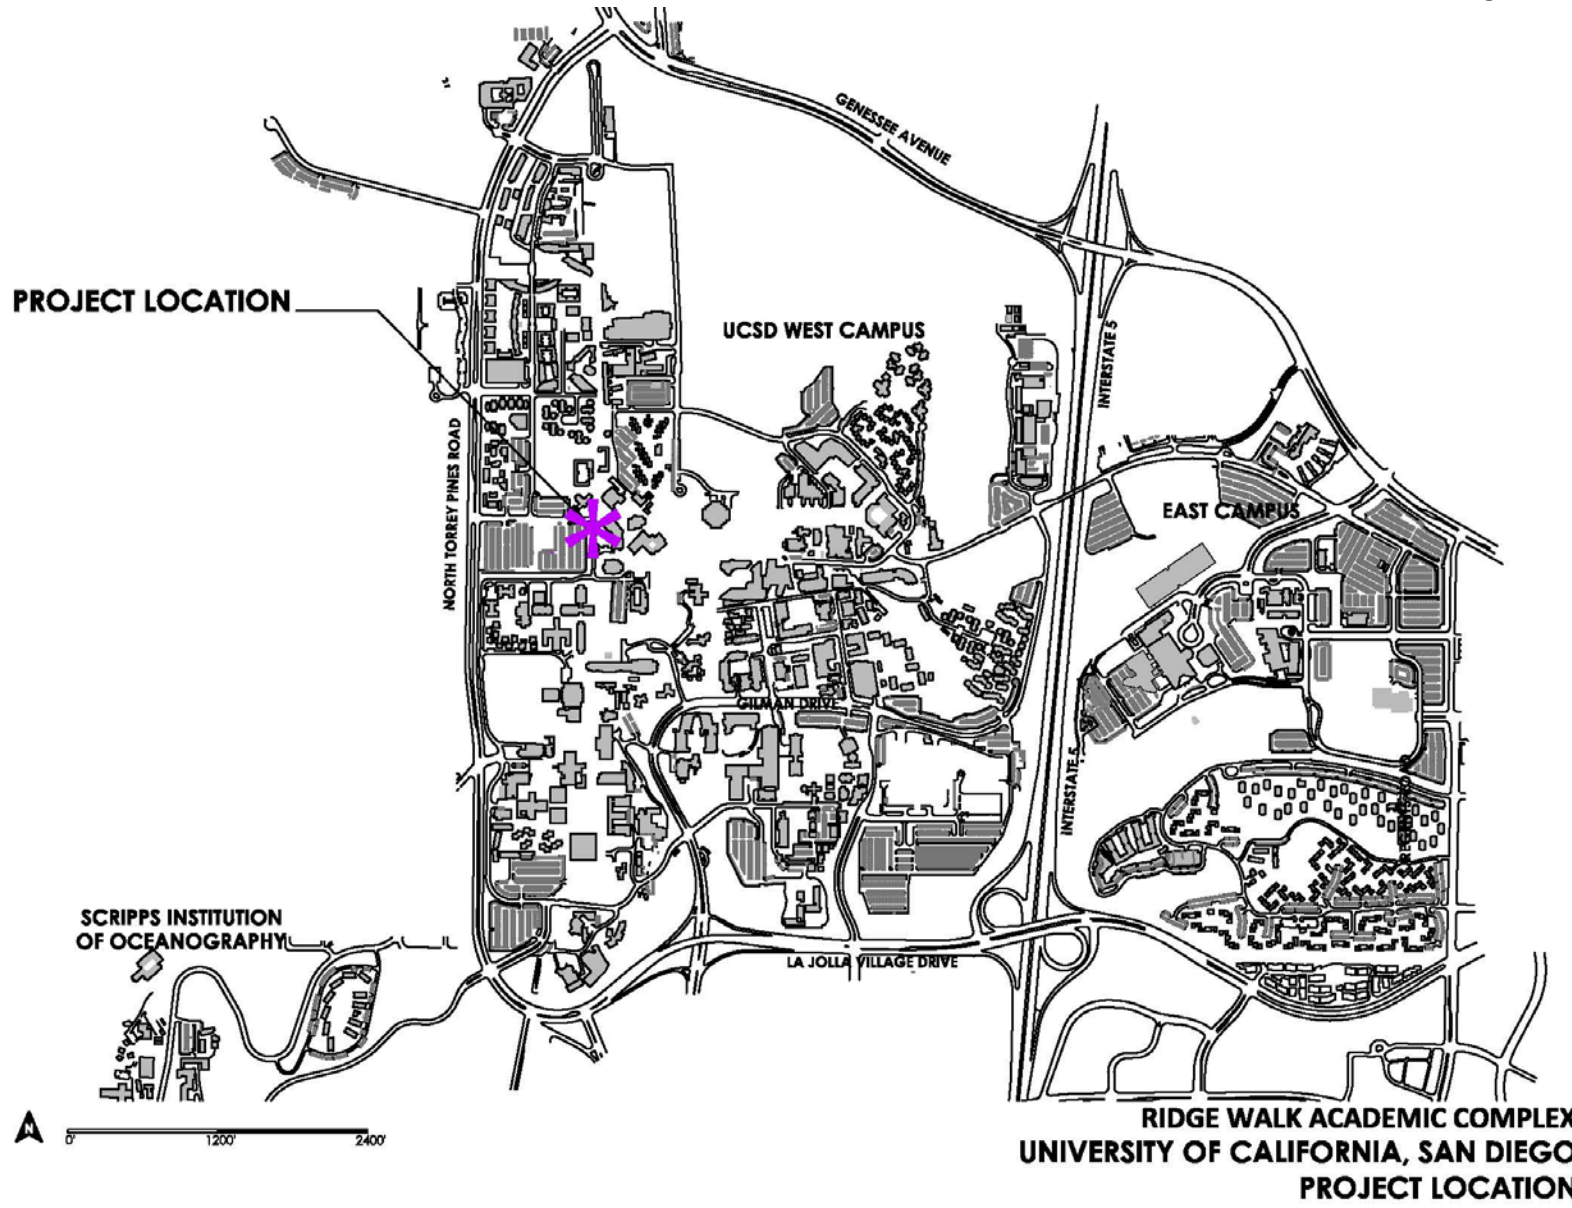 GENESSEE AVENUE
PROJECT LOCATION
UCSD WEST CAMPUS
INTERSTATE 5
NORTH TORREY PINES ROAD
EAST CAMPUS
GILMAN DRIVE
INTERSTATE 5
SCRIPPS INSTITUTION
OF OCEANOGRAPHY
LA JOLLA VILLAGE DRIVE
N
0'
1200'
2400'
RIDGE WALK ACADEMIC COMPLEX
UNIVERSITY OF CALIFORNIA, SAN DIEGO
PROJECT LOCATION